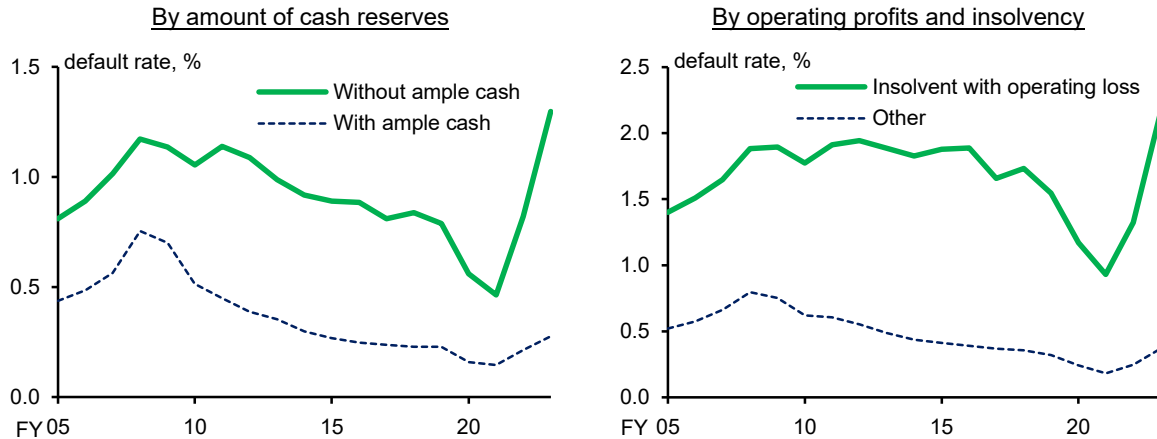 By amount of cash reserves
default rate, %
1.5
1.0
0.5
0.0
Without ample cash
With ample cash
FY 05 10 15 20
By operating profits and insolvency
default rate, %
2.5
2.0
1.5
1.0
0.5
0.0
Insolvent with operating loss
Other
FY 05 10 15 20